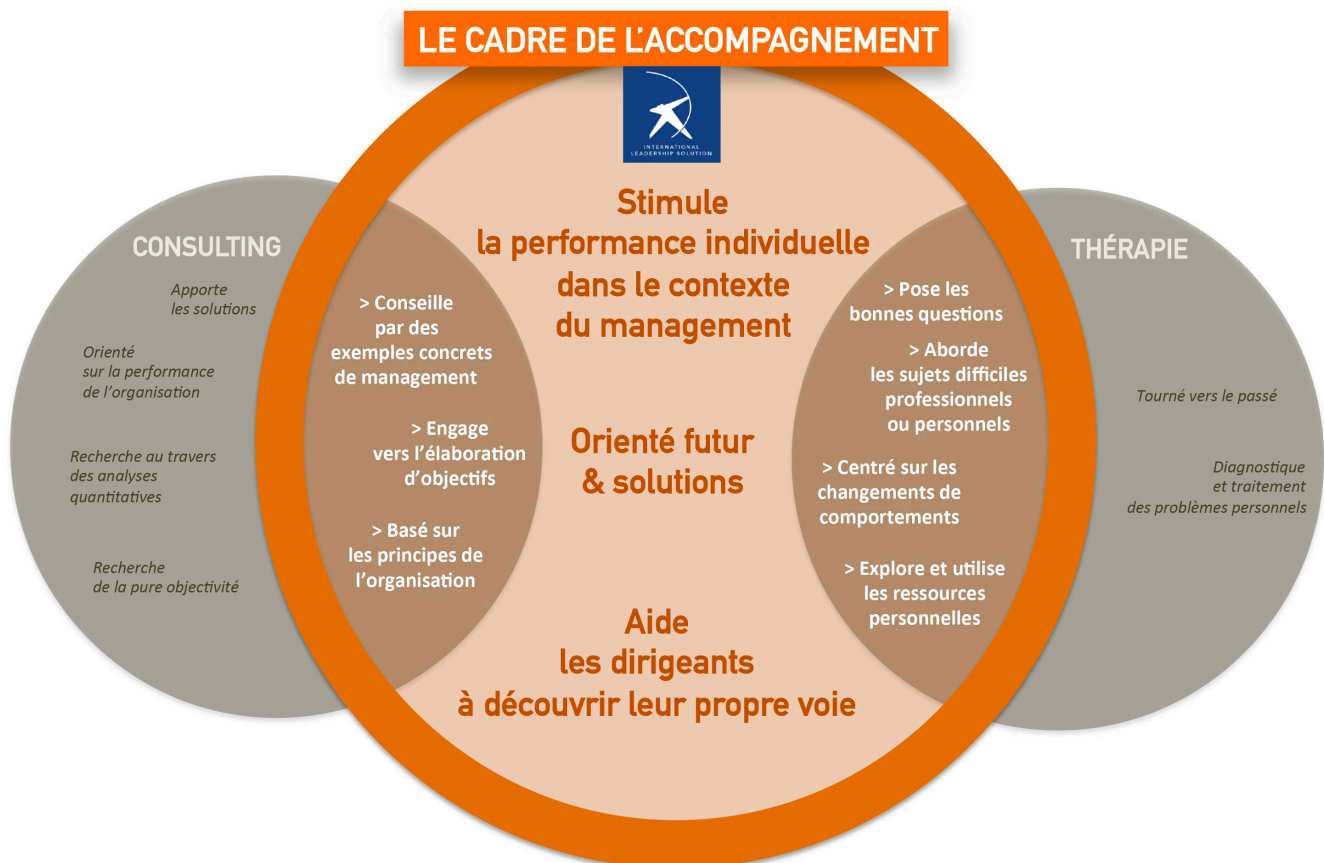 LE CADRE DE L'ACCOMPAGNEMENT
INTERNATIONAL
LEADERSHIP SOLUTION
Stimule
la performance individuelle
dans le contexte
du management
Orienté futur
& solutions
Aide
les dirigeants
à découvrir leur propre voie
CONSULTING
Apporte
les solutions
Orienté
sur la performance
de l'organisation
Recherche au travers
des analyses
quantitatives
Recherche
de la pure objectivité
> Conseille
par des
exemples concrets
de management
> Engage
vers l'élaboration
d'objectifs
> Basé sur
les principes de
l'organisation
> Pose les
bonnes questions
> Aborde
les sujets difficiles
professionnels
ou personnels
> Centré sur les
changements de
comportements
> Explore et utilise
les ressources
personnelles
THÉRAPIE
Tourné vers le passé
Diagnostique
et traitement
des problèmes personnels